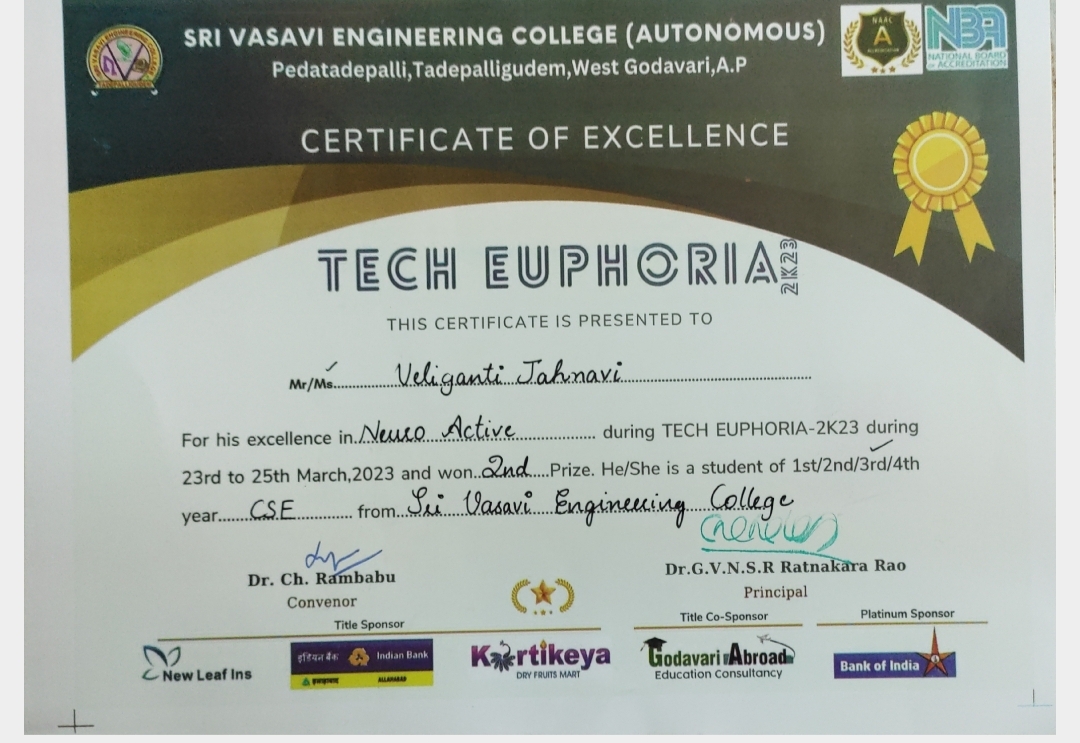 SRI VASAVI ENGINEERING COLLEGE (AUTONOMOUS)
Pedatadepalli,Tadepalligudem,West Godavari,A.P
NAAC
A
NBA
NATIONAL BOARD
OF ACCREDITATION
CERTIFICATE OF EXCELLENCE
TECH EUPHORIA 2K23
THIS CERTIFICATE IS PRESENTED TO
Mr/Ms. Veliganti Jahnavi
For his excellence in Neuro Active during TECH EUPHORIA-2K23 during
23rd to 25th March,2023 and won 2nd Prize. He/She is a student of 1st/2nd/3rd/4th
year CSE from Sri Vasavi Engineering College
Dr. Ch. Rambabu
Convenor
Dr.G.V.N.S.R Ratnakara Rao
Principal
Title Sponsor
Title Co-Sponsor
Platinum Sponsor
New Leaf Ins
इंडियन बैंक Indian Bank
इलाहाबाद ALLAHABAD
Kartikeya
DRY FRUITS MART
Godavari Abroad
Education Consultancy
Bank of India